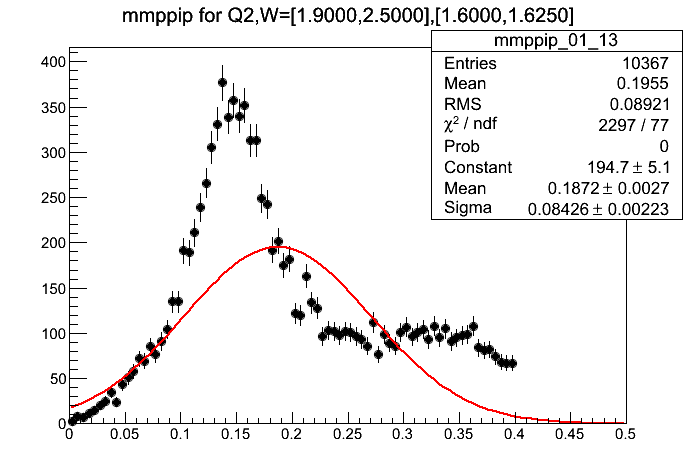 mmppip for Q2,W=[1.9000,2.5000],[1.6000,1.6250]
mmppip_01_13
Entries 10367
Mean 0.1955
RMS 0.08921
χ² / ndf 2297 / 77
Prob 0
Constant 194.7 ± 5.1
Mean 0.1872 ± 0.0027
Sigma 0.08426 ± 0.00223
400
350
300
250
200
150
100
50
0
0 0.05 0.1 0.15 0.2 0.25 0.3 0.35 0.4 0.45 0.5